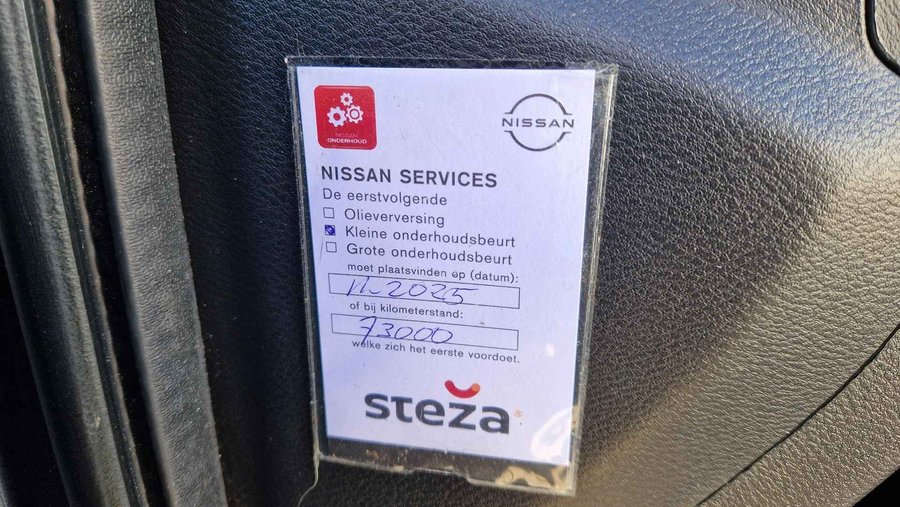 NISSAN
ONDERHOUD
NISSAN
NISSAN SERVICES
De eerstvolgende
Olieverversing
Kleine onderhoudsbeurt
Grote onderhoudsbeurt
moet plaatsvinden op (datum):
11-2025
of bij kilometerstand:
73000
welke zich het eerste voordoet.
steža®